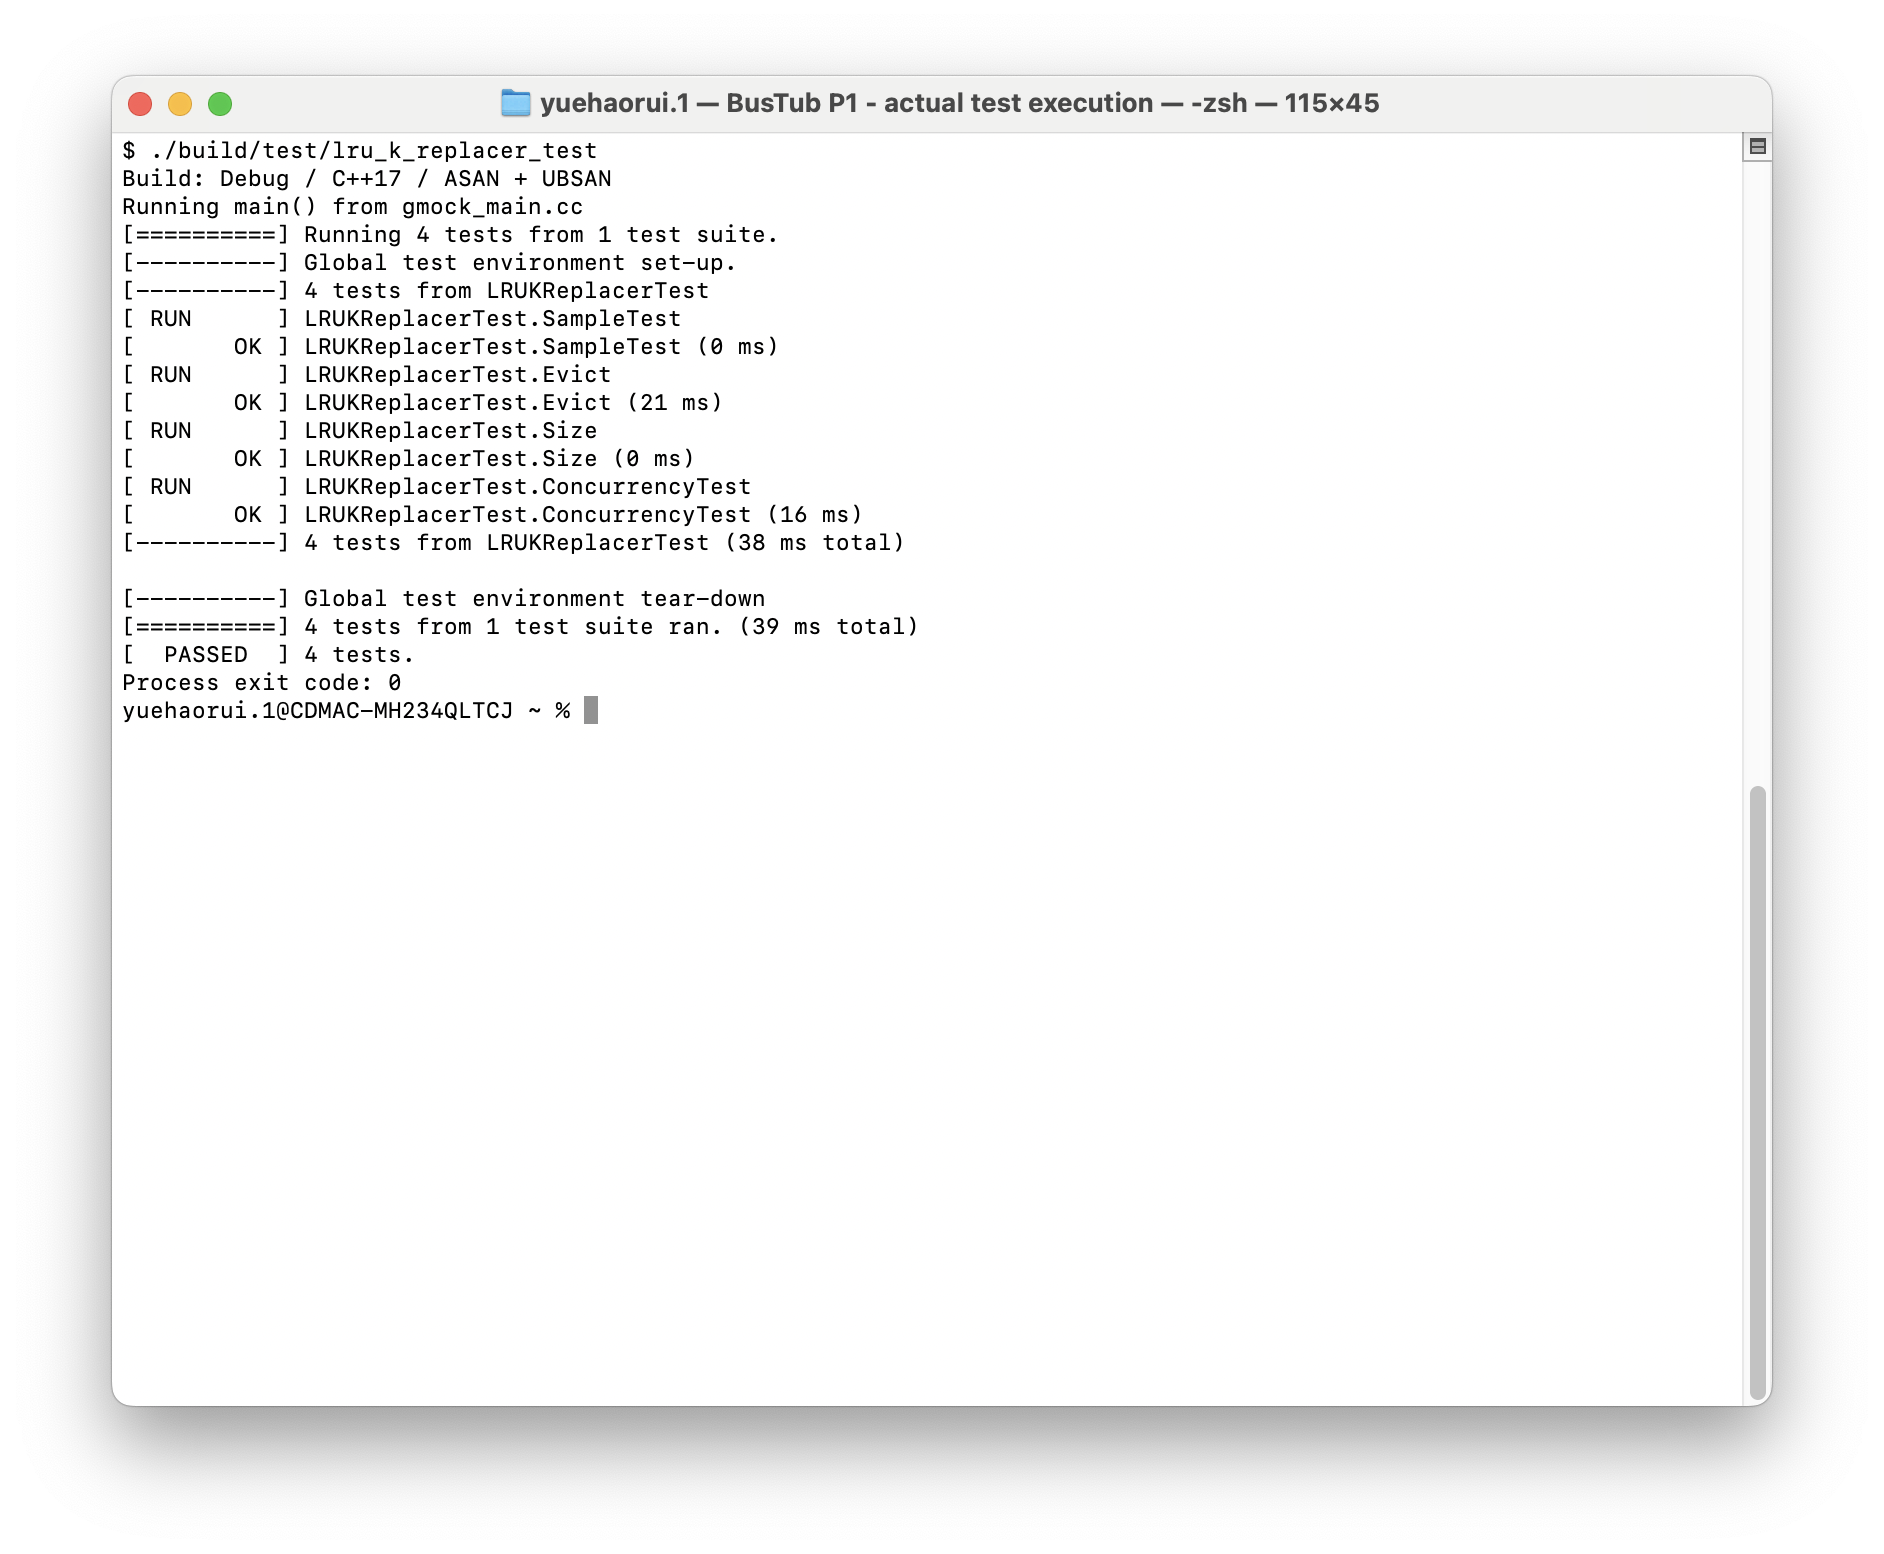 yuehaorui.1 — BusTub P1 - actual test execution — -zsh — 115×45
$ ./build/test/lru_k_replacer_test
Build: Debug / C++17 / ASAN + UBSAN
Running main() from gmock_main.cc
[==========] Running 4 tests from 1 test suite.
[----------] Global test environment set-up.
[----------] 4 tests from LRUKReplacerTest
[ RUN      ] LRUKReplacerTest.SampleTest
[       OK ] LRUKReplacerTest.SampleTest (0 ms)
[ RUN      ] LRUKReplacerTest.Evict
[       OK ] LRUKReplacerTest.Evict (21 ms)
[ RUN      ] LRUKReplacerTest.Size
[       OK ] LRUKReplacerTest.Size (0 ms)
[ RUN      ] LRUKReplacerTest.ConcurrencyTest
[       OK ] LRUKReplacerTest.ConcurrencyTest (16 ms)
[----------] 4 tests from LRUKReplacerTest (38 ms total)

[----------] Global test environment tear-down
[==========] 4 tests from 1 test suite ran. (39 ms total)
[  PASSED  ] 4 tests.
Process exit code: 0
yuehaorui.1@CDMAC-MH234QLTCJ ~ %